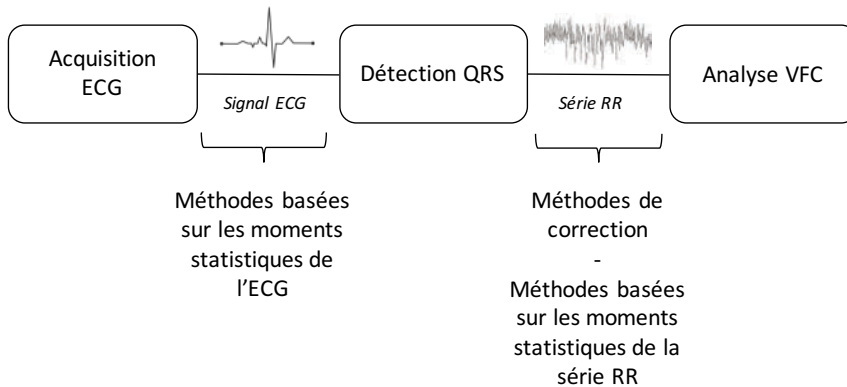 Acquisition
ECG
Signal ECG
Détection QRS
Série RR
Analyse VFC
Méthodes basées
sur les moments
statistiques de
l'ECG
Méthodes de
correction
-
Méthodes basées
sur les moments
statistiques de la
série RR